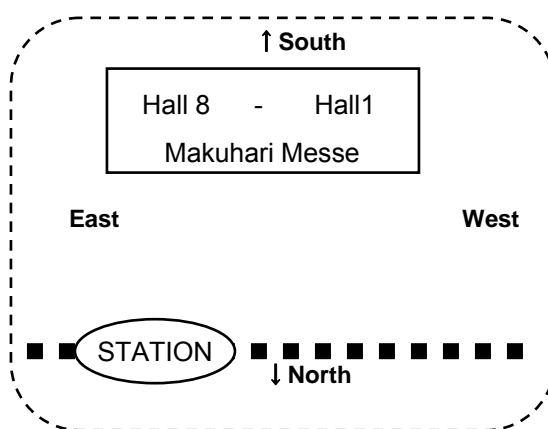 ↑ South
Hall 8 - Hall1
Makuhari Messe
East West
STATION
↓ North